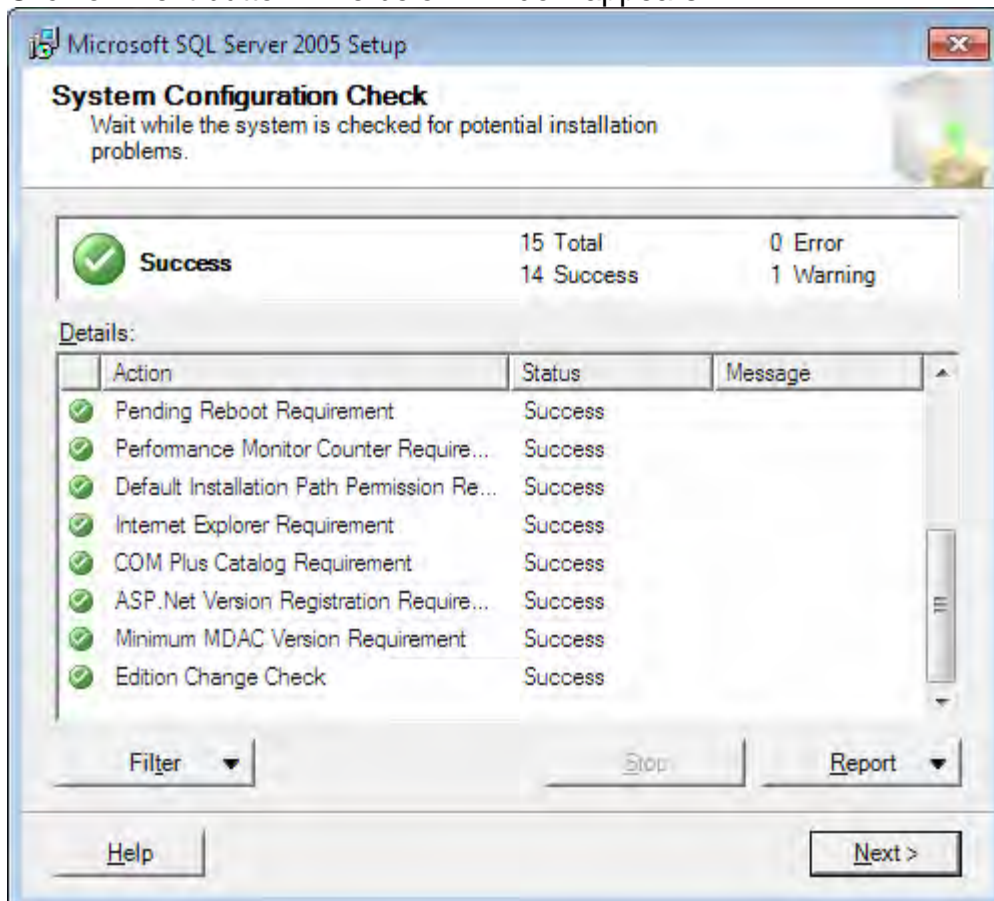 Microsoft SQL Server 2005 Setup
System Configuration Check
Wait while the system is checked for potential installation
problems.
Success
15 Total
0 Error
14 Success
1 Warning
Details:
Action Status Message
Pending Reboot Requirement Success
Performance Monitor Counter Require... Success
Default Installation Path Permission Re... Success
Internet Explorer Requirement Success
COM Plus Catalog Requirement Success
ASP.Net Version Registration Require... Success
Minimum MDAC Version Requirement Success
Edition Change Check Success
Filter Stop Report
Help Next >